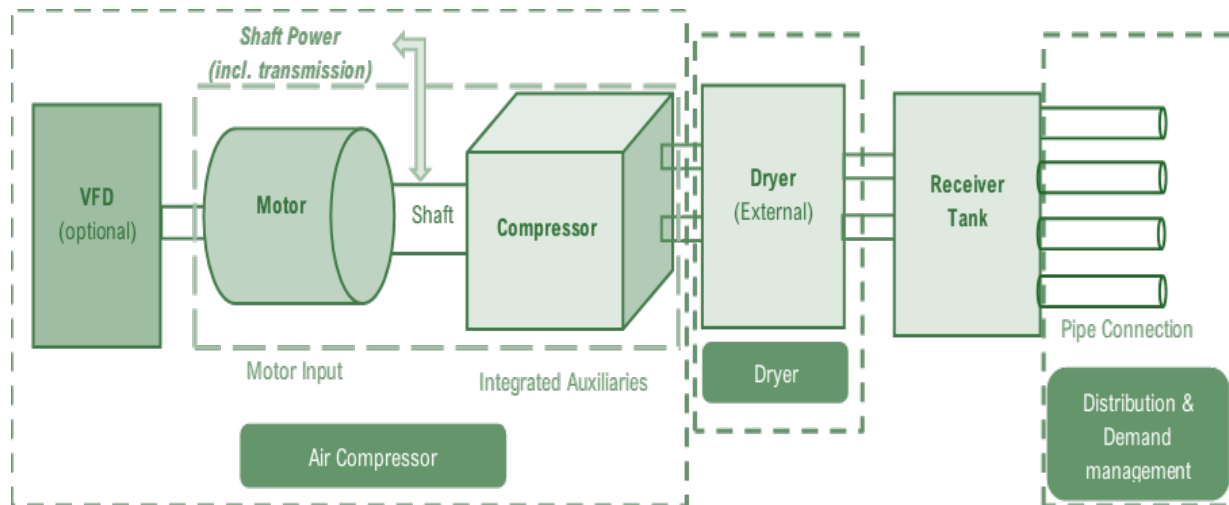 Shaft Power
(incl. transmission)
VFD
(optional)
Motor
Shaft
Compressor
Dryer
(External)
Receiver
Tank
Pipe Connection
Motor Input
Integrated Auxiliaries
Dryer
Air Compressor
Distribution &
Demand
management